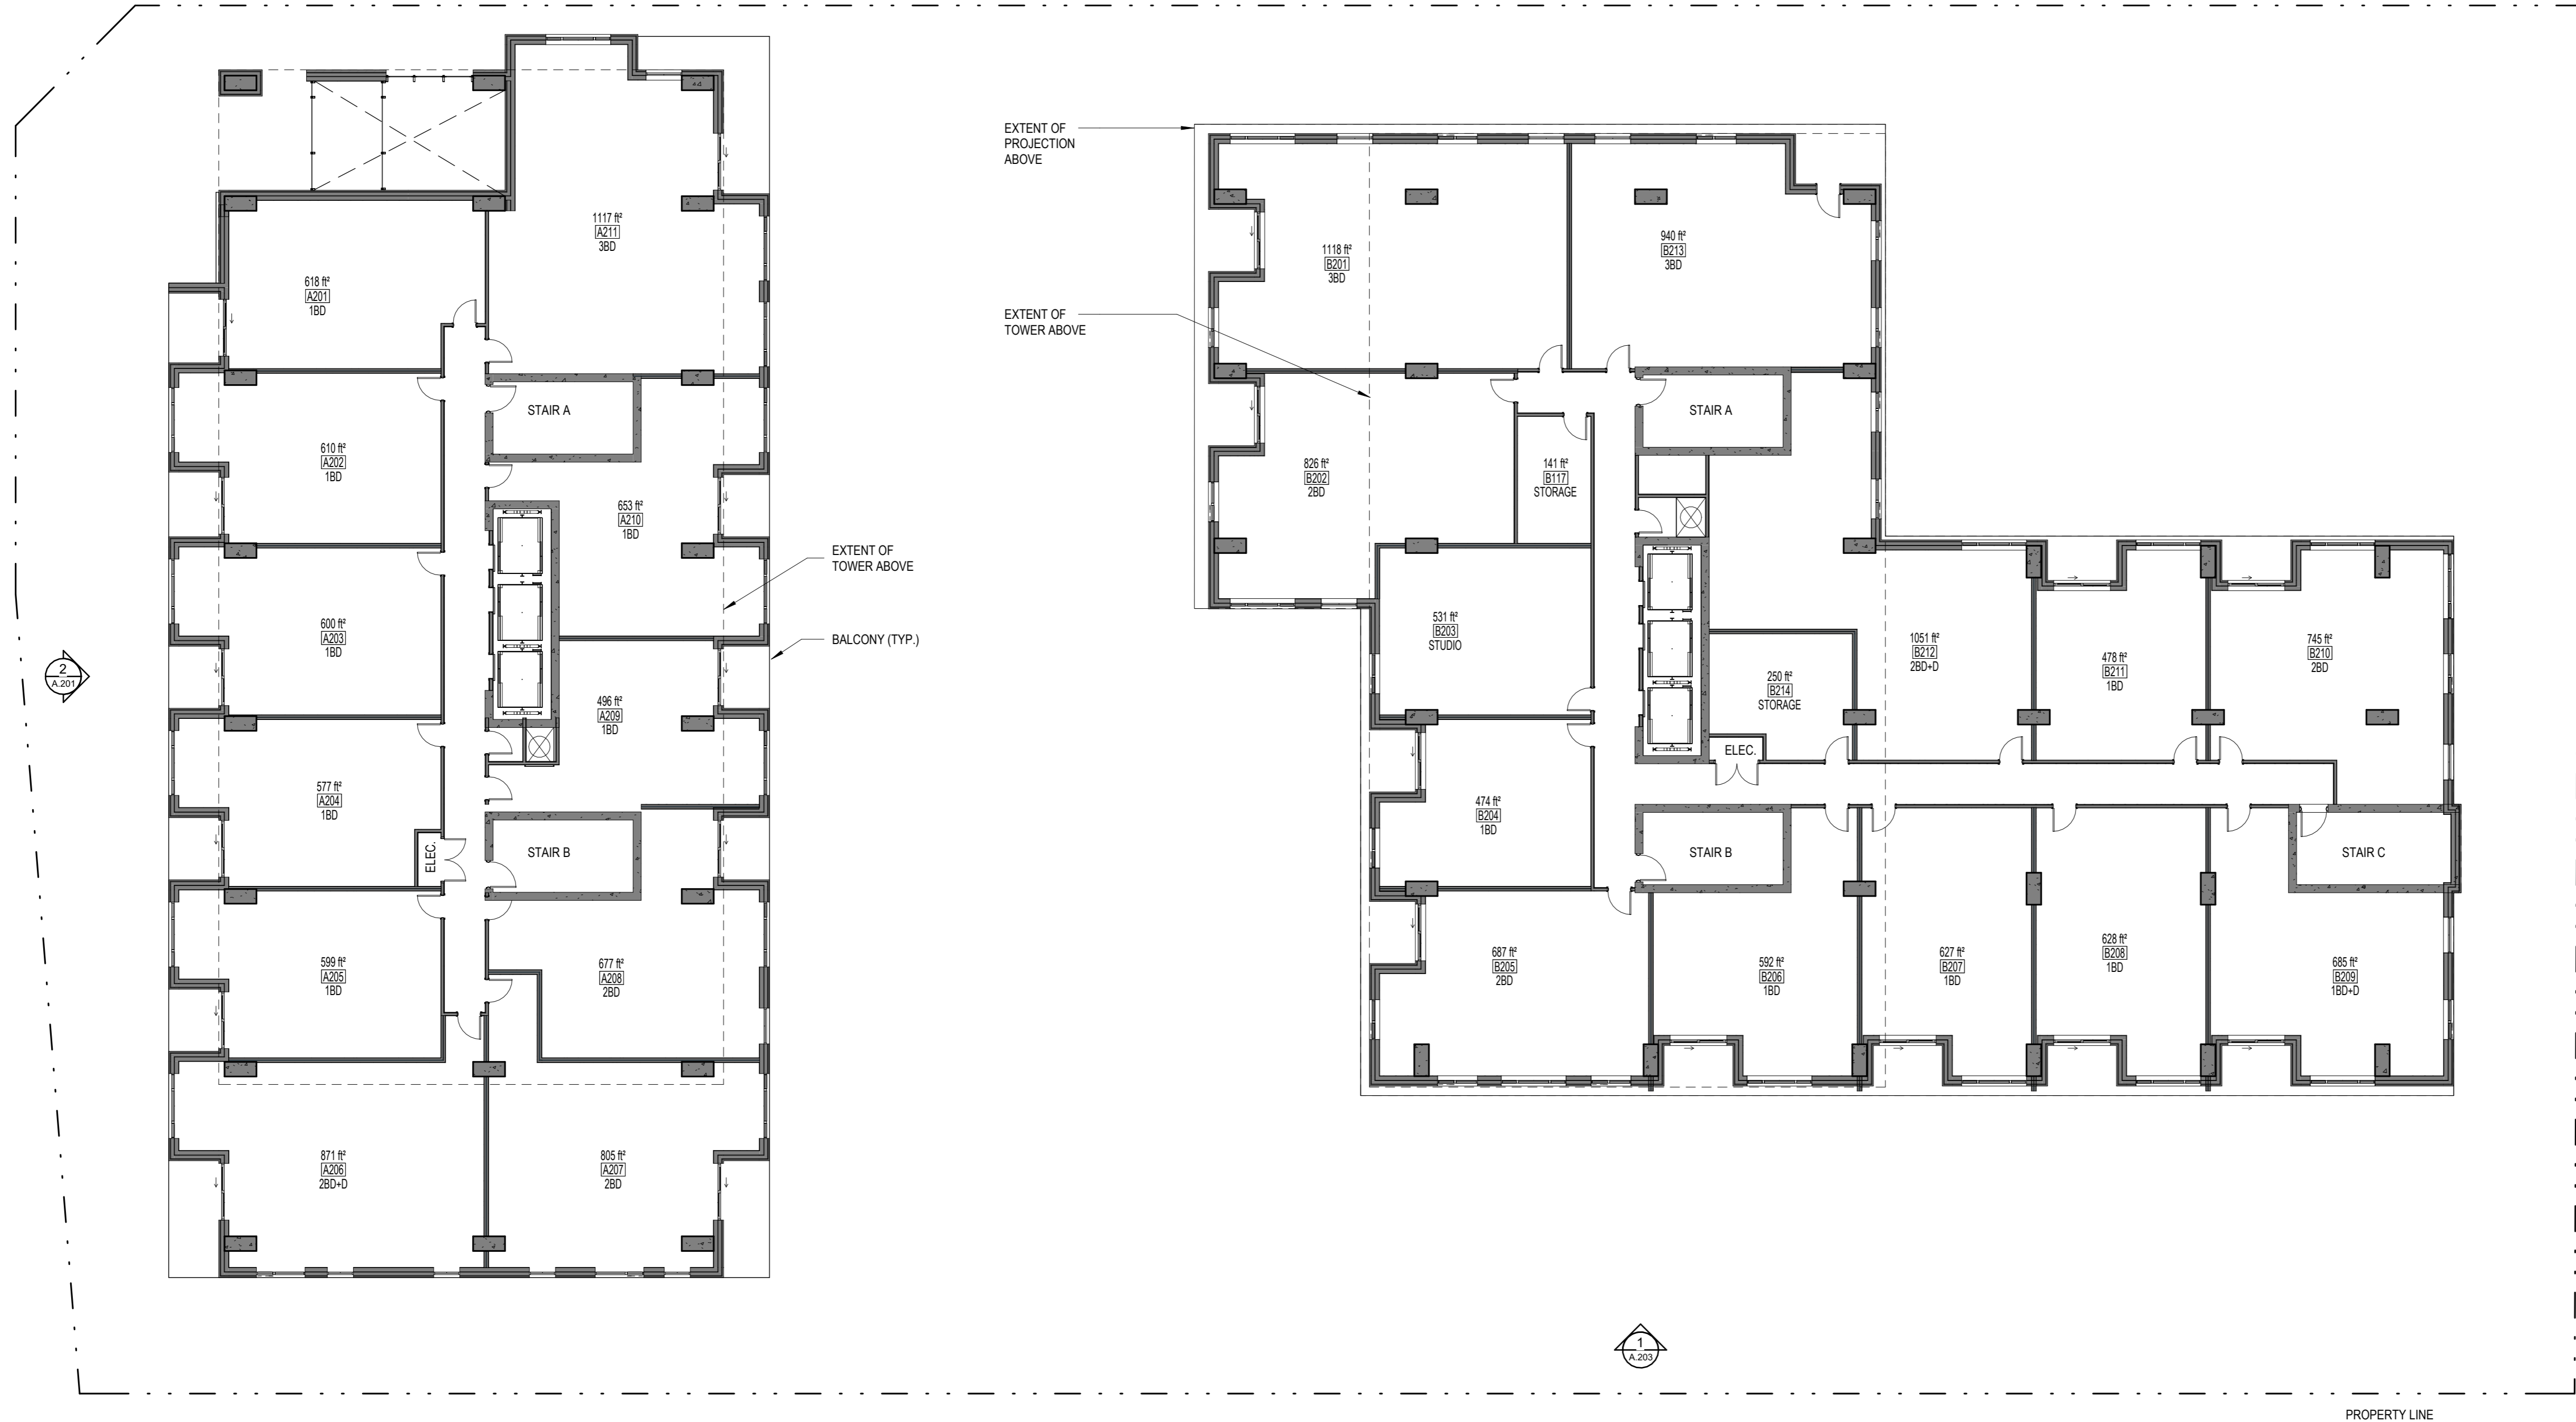 1117 ft²
A211
3BD
618 ft²
A201
1BD
610 ft²
A202
1BD
STAIR A
653 ft²
A210
1BD
600 ft²
A203
1BD
496 ft²
A209
1BD
577 ft²
A204
1BD
ELEC.
STAIR B
599 ft²
A205
1BD
677 ft²
A208
2BD
871 ft²
A206
2BD+D
805 ft²
A207
2BD
2
A.201
EXTENT OF
TOWER ABOVE
BALCONY (TYP.)
EXTENT OF
PROJECTION
ABOVE
EXTENT OF
TOWER ABOVE
1118 ft²
B201
3BD
940 ft²
B213
3BD
STAIR A
826 ft²
B202
2BD
141 ft²
B117
STORAGE
531 ft²
B203
STUDIO
1051 ft²
B212
2BD+D
478 ft²
B211
1BD
745 ft²
B210
2BD
250 ft²
B214
STORAGE
ELEC.
474 ft²
B204
1BD
STAIR B
STAIR C
687 ft²
B205
2BD
592 ft²
B206
1BD
627 ft²
B207
1BD
628 ft²
B208
1BD
685 ft²
B209
1BD+D
1
A.203
PROPERTY LINE